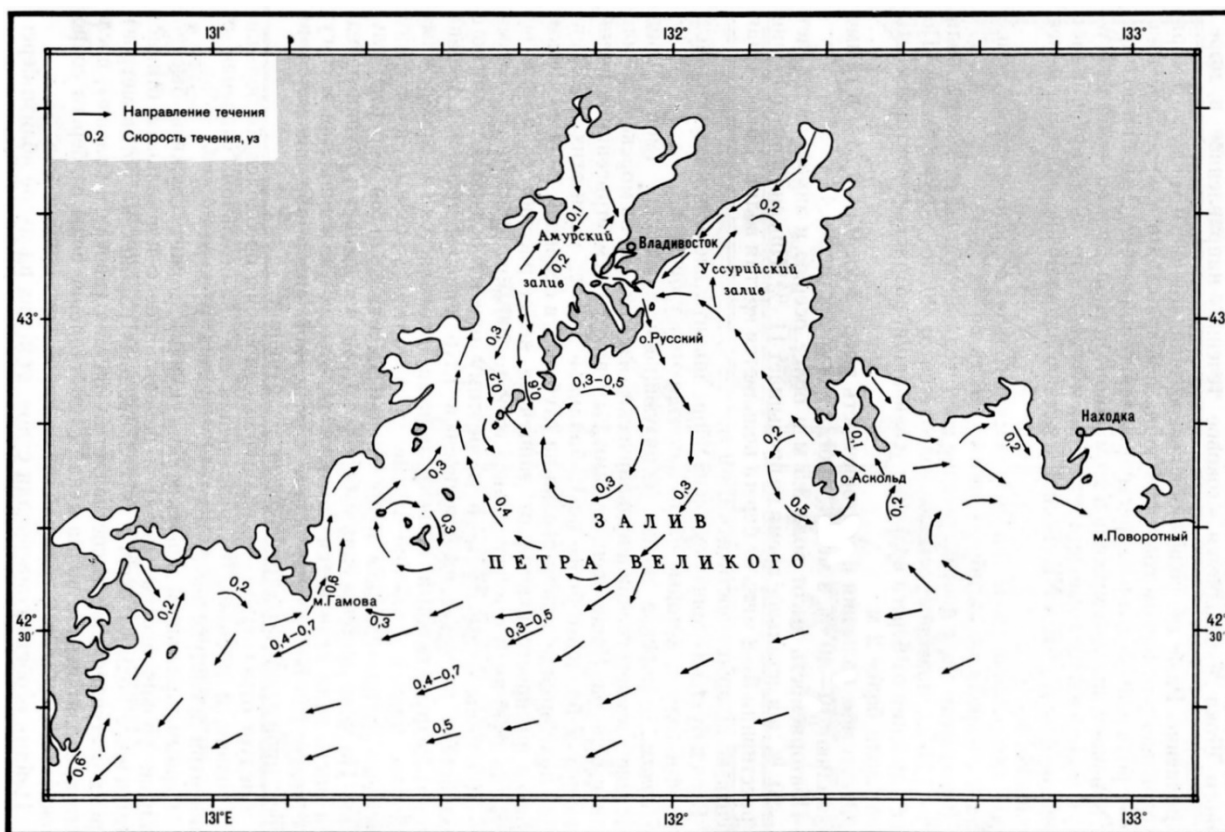 131° 132° 133°
Направление течения
0,2 Скорость течения, уз
0,2
0,1
Амурский
Владивосток
0,2
Уссурийский
залив
залив
43° 43°
о.Русский
0,3
0,2
0,6
0,3–0,5
Находка
0,2
0,1
0,2
0,3
о.Аскольд
0,3
0,3
0,4
0,5
0,2
0,3
ЗАЛИВ
м.Поворотный
ПЕТРА ВЕЛИКОГО
0,2
0,6
м.Гамова
0,2
0,3
42° 30' 42° 30'
0,4–0,7
0,3–0,5
0,4–0,7
0,5
0,6
131°E 132° 133°